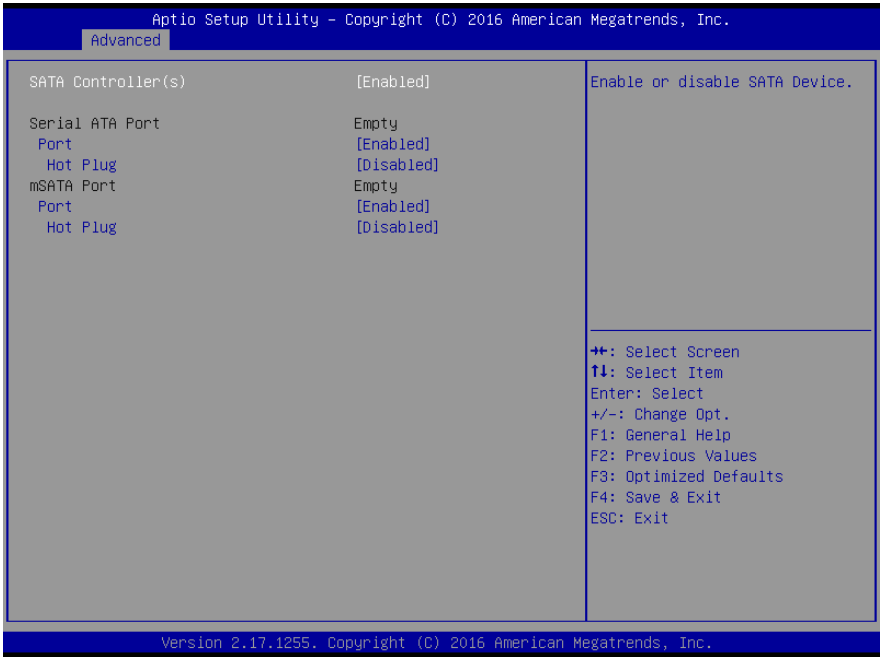 Aptio Setup Utility – Copyright (C) 2016 American Megatrends, Inc.
Advanced
SATA Controller(s) [Enabled]
Serial ATA Port Empty
Port [Enabled]
Hot Plug [Disabled]
mSATA Port Empty
Port [Enabled]
Hot Plug [Disabled]
Enable or disable SATA Device.
→←: Select Screen
↑↓: Select Item
Enter: Select
+/-: Change Opt.
F1: General Help
F2: Previous Values
F3: Optimized Defaults
F4: Save & Exit
ESC: Exit
Version 2.17.1255. Copyright (C) 2016 American Megatrends, Inc.